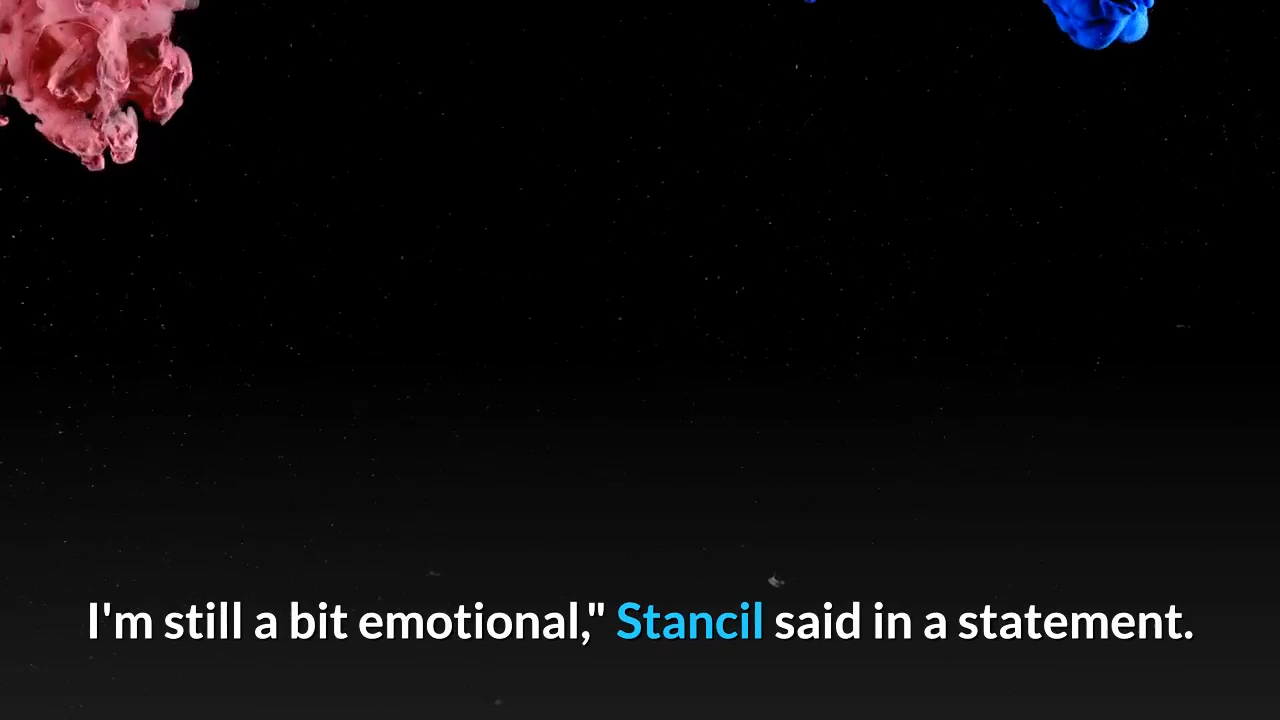 I'm still a bit emotional," Stancil said in a statement.